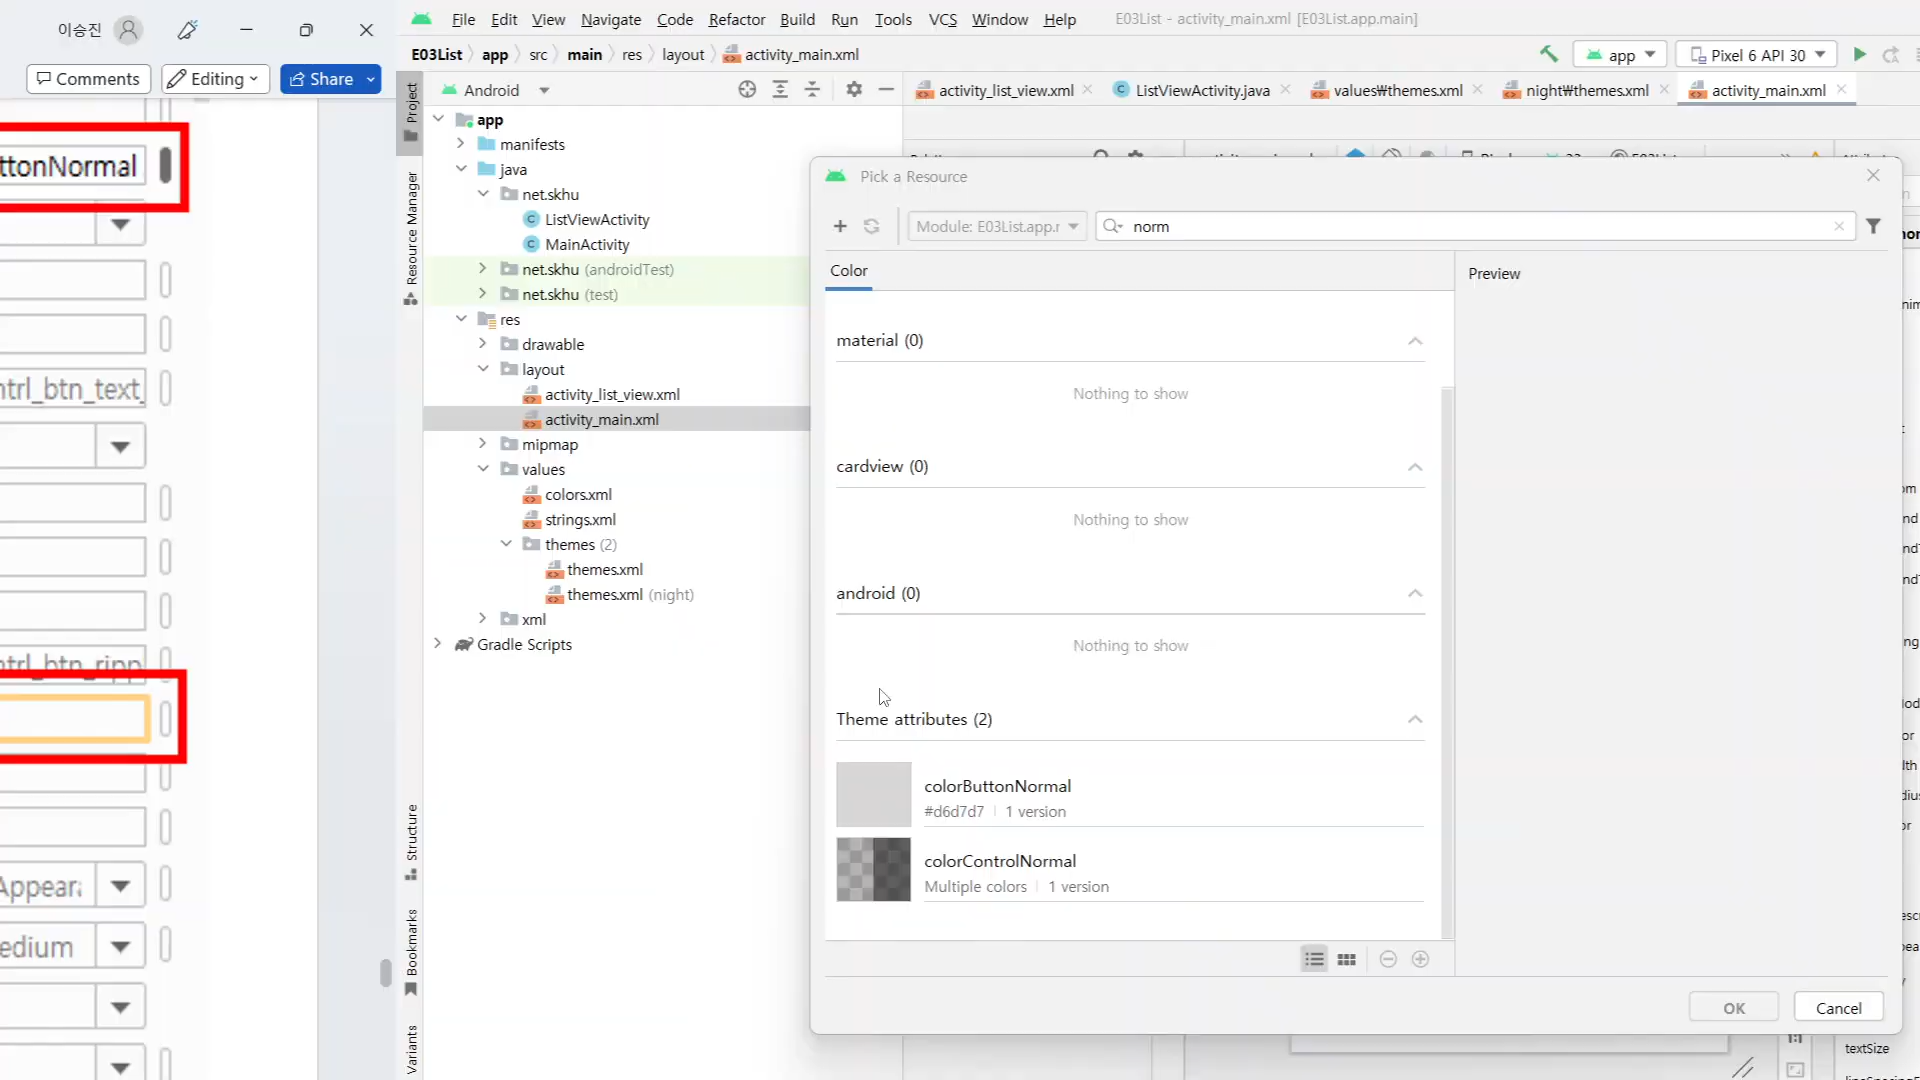 이승진
Comments
Editing
Share
ttonNormal
ntrl_btn_text_
ntrl_btn_ripp
edium
File Edit View Navigate Code Refactor Build Run Tools VCS Window Help E03List - activity_main.xml [E03List.app.main]
E03List app src main res layout activity_main.xml
app
Pixel 6 API 30
Project
Resource Manager
Structure
Bookmarks
Variants
Android
activity_list_view.xml
ListViewActivity.java
values₩themes.xml
night₩themes.xml
activity_main.xml
app
manifests
java
net.skhu
ListViewActivity
MainActivity
net.skhu (androidTest)
net.skhu (test)
res
drawable
layout
activity_list_view.xml
activity_main.xml
mipmap
values
colors.xml
strings.xml
themes (2)
themes.xml
themes.xml (night)
xml
Gradle Scripts
Pick a Resource
Module: E03List.app.r
norm
Color
Preview
material (0)
Nothing to show
cardview (0)
Nothing to show
android (0)
Nothing to show
Theme attributes (2)
colorButtonNormal
#d6d7d7 | 1 version
colorControlNormal
Multiple colors | 1 version
OK
Cancel
textSize